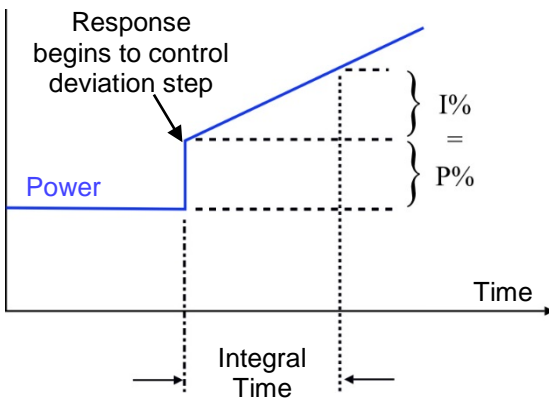 Response
begins to control
deviation step
I%
=
P%
Power
Time
Integral
Time